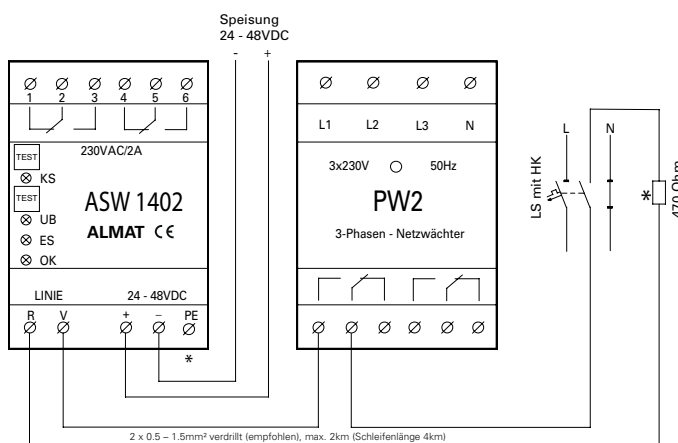 Speisung
24 - 48VDC
- +
1 2 3 4 5 6
230VAC/2A
TEST
KS
TEST
UB
ES
OK
ASW 1402
ALMAT CE
LINIE 24 - 48VDC
R V + − PE
*
L1 L2 L3 N
3x230V 50Hz
PW2
3-Phasen - Netzwächter
L N
LS mit HK
*
470 Ohm
2 x 0.5 – 1.5mm² verdrillt (empfohlen), max. 2km (Schleifenlänge 4km)